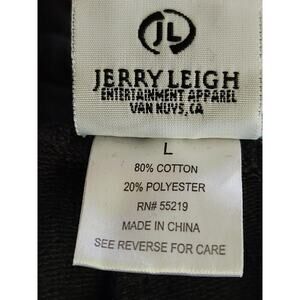 JL
JERRY LEIGH
ENTERTAINMENT APPAREL
VAN NUYS, CA
L
80% COTTON
20% POLYESTER
RN# 55219
MADE IN CHINA
SEE REVERSE FOR CARE